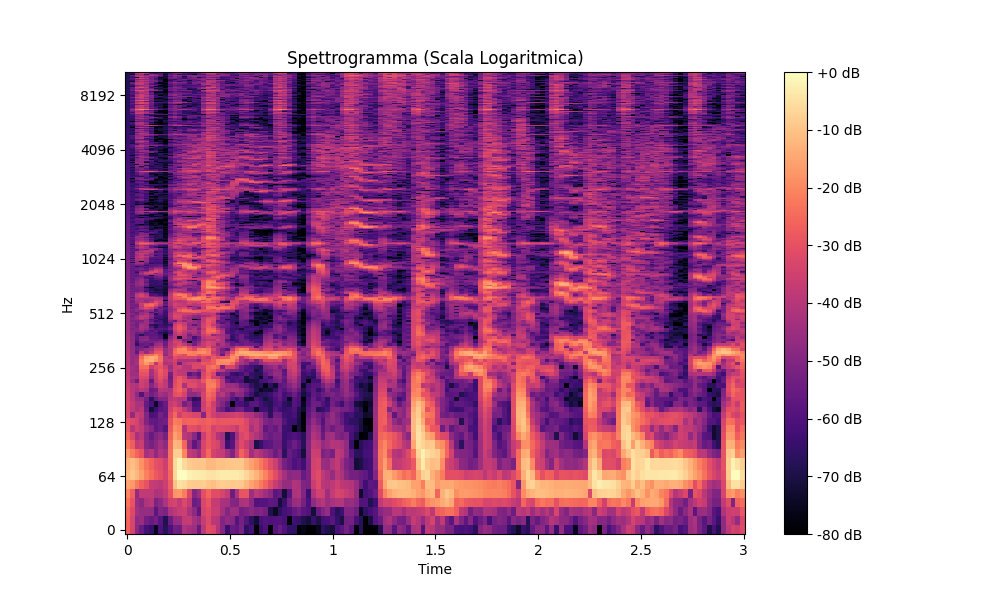 Spettrogramma (Scala Logaritmica)
Hz
8192
4096
2048
1024
512
256
128
64
0
0
0.5
1
1.5
2
2.5
3
Time
+0 dB
-10 dB
-20 dB
-30 dB
-40 dB
-50 dB
-60 dB
-70 dB
-80 dB